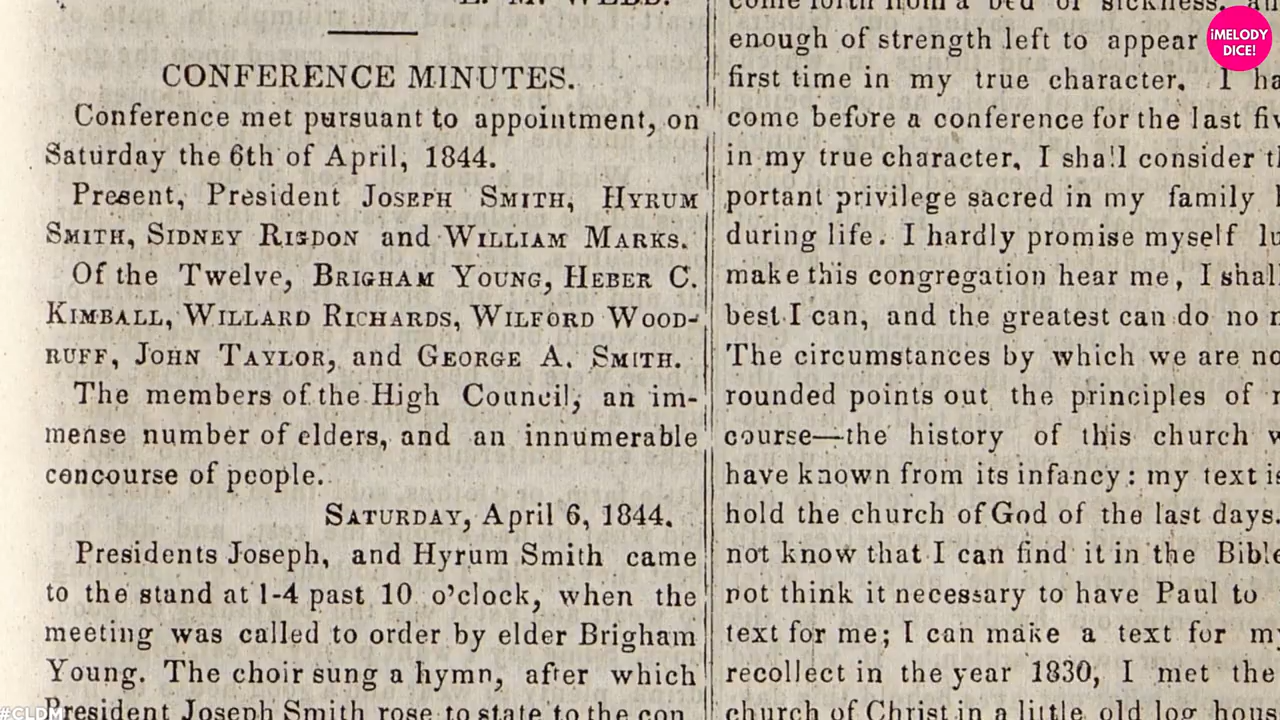 CONFERENCE MINUTES.
Conference met pursuant to appointment, on
Saturday the 6th of April, 1844.
Present, President JOSEPH SMITH, HYRUM
SMITH, SIDNEY RIGDON and WILLIAM MARKS.
Of the Twelve, BRIGHAM YOUNG, HEBER C.
KIMBALL, WILLARD RICHARDS, WILFORD WOOD-
RUFF, JOHN TAYLOR, and GEORGE A. SMITH.
The members of the High Council, an im-
mense number of elders, and an innumerable
concourse of people.
SATURDAY, April 6, 1844.
Presidents Joseph, and Hyrum Smith came
to the stand at 1-4 past 10 o'clock, when the
meeting was called to order by elder Brigham
Young. The choir sung a hymn, after which
President Joseph Smith rose to state to the con
come forth from a bed of sickness, an
enough of strength left to appear
first time in my true character. I ha
come before a conference for the last fiv
in my true character, I shall consider t
portant privilege sacred in my family
during life. I hardly promise myself lu
make this congregation hear me, I shall
best I can, and the greatest can do no
The circumstances by which we are no
rounded points out the principles of
course—the history of this church w
have known from its infancy: my text is
hold the church of God of the last days.
not know that I can find it in the Bible
not think it necessary to have Paul to
text for me; I can make a text for my
recollect in the year 1830, I met the
church of Christ in a little old log hous
¡MELODY
DICE!
#CLDM